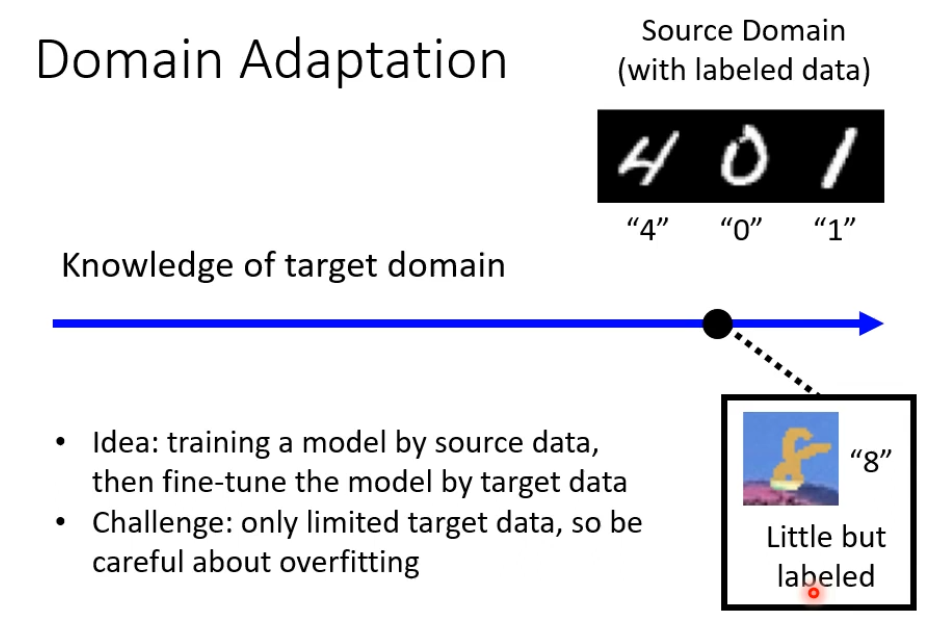 Domain Adaptation
Source Domain
(with labeled data)
4 0 1
“4” “0” “1”
Knowledge of target domain
• Idea: training a model by source data,
then fine-tune the model by target data
• Challenge: only limited target data, so be
careful about overfitting
8
“8”
Little but
labeled